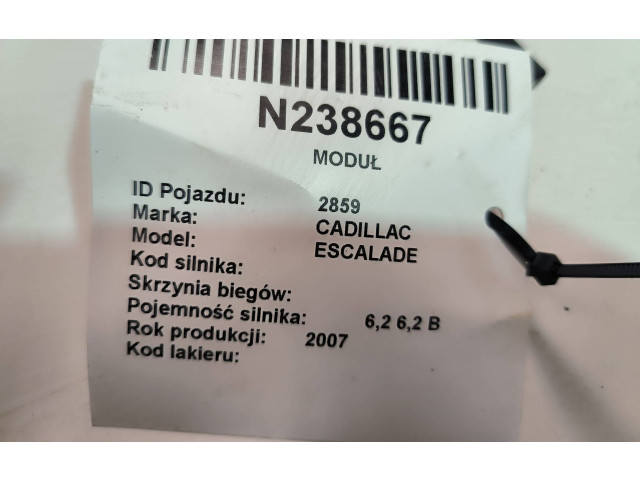 N238667
MODUŁ
ID Pojazdu: 2859
Marka: CADILLAC
Model: ESCALADE
Kod silnika:
Skrzynia biegów:
Pojemność silnika: 6,2 6,2 B
Rok produkcji: 2007
Kod lakieru: